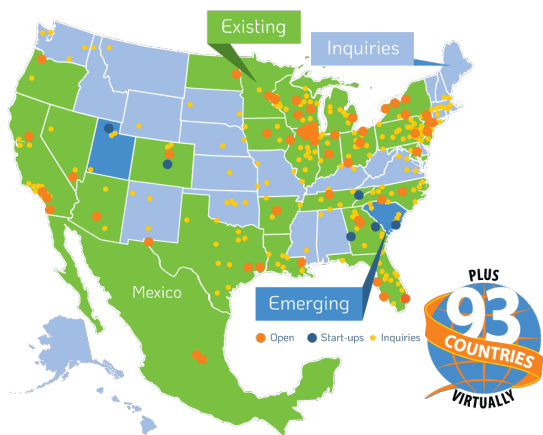 Existing
Inquiries
Mexico
Emerging
Open
Start-ups
Inquiries
PLUS
93
COUNTRIES
VIRTUALLY